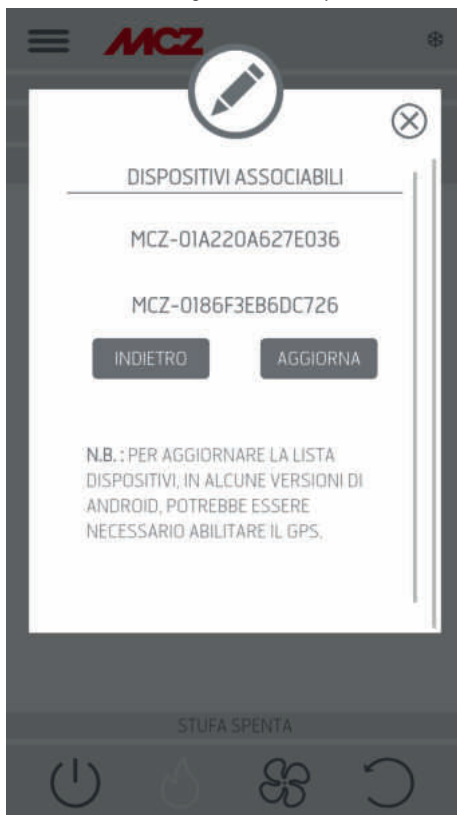 MCZ
DISPOSITIVI ASSOCIABILI
MCZ-01A220A627E036
MCZ-0186F3EB6DC726
INDIETRO AGGIORNA
N.B. : PER AGGIORNARE LA LISTA
DISPOSITIVI, IN ALCUNE VERSIONI DI
ANDROID, POTREBBE ESSERE
NECESSARIO ABILITARE IL GPS.
STUFA SPENTA